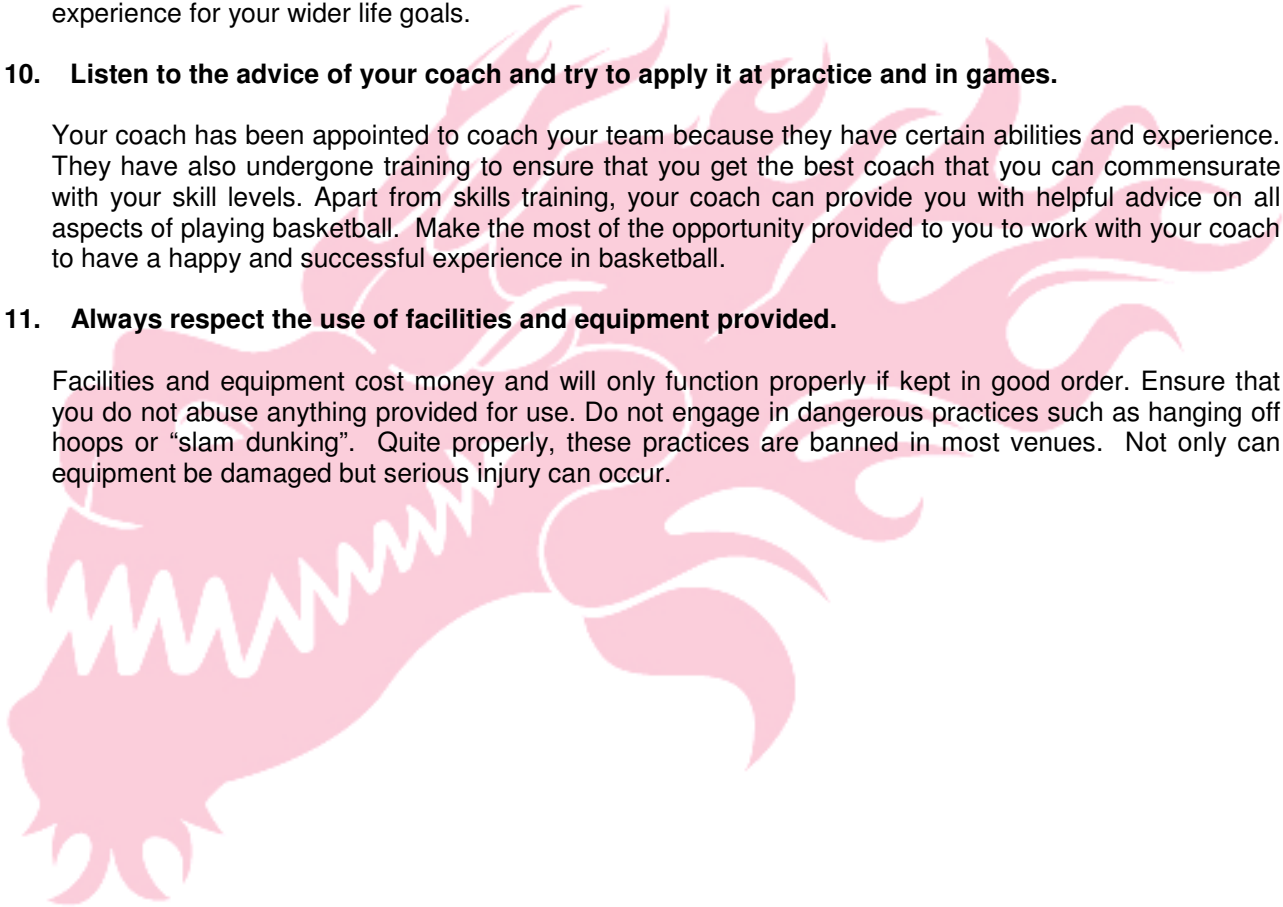 experience for your wider life goals.
10. Listen to the advice of your coach and try to apply it at practice and in games.
Your coach has been appointed to coach your team because they have certain abilities and experience.
They have also undergone training to ensure that you get the best coach that you can commensurate
with your skill levels. Apart from skills training, your coach can provide you with helpful advice on all
aspects of playing basketball. Make the most of the opportunity provided to you to work with your coach
to have a happy and successful experience in basketball.
11. Always respect the use of facilities and equipment provided.
Facilities and equipment cost money and will only function properly if kept in good order. Ensure that
you do not abuse anything provided for use. Do not engage in dangerous practices such as hanging off
hoops or “slam dunking”. Quite properly, these practices are banned in most venues. Not only can
equipment be damaged but serious injury can occur.